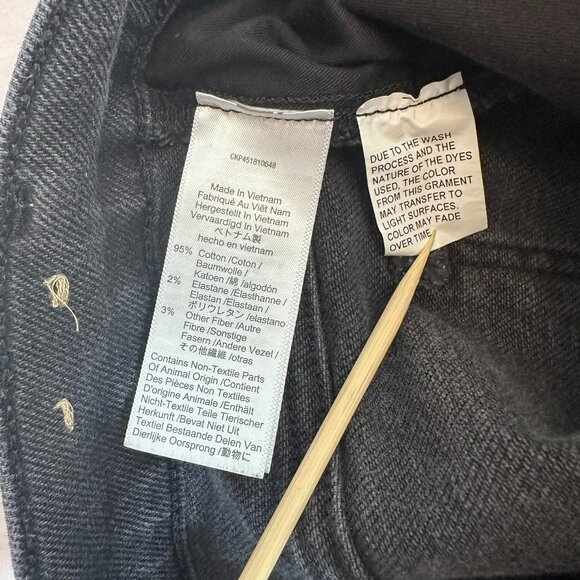 CKP451810648
Made In Vietnam
Fabriqué Au Viêt Nam
Hergestellt In Vietnam
Vervaardigd In Vietnam
ベトナム製
hecho en vietnam
95% Cotton /Coton /
Baumwolle /
Katoen /綿 /algodón
2% Elastane /Élasthanne /
Elastan /Elastaan /
ポリウレタン /elastano
3% Other Fiber /Autre
Fibre /Sonstige
Fasern /Andere Vezel /
その他繊維 /otras
Contains Non-Textile Parts
Of Animal Origin /Contient
Des Pièces Non Textiles
D'origine Animale /Enthält
Nicht-Textile Teile Tierischer
Herkunft /Bevat Niet Uit
Textiel Bestaande Delen Van
Dierlijke Oorsprong /動物に
DUE TO THE WASH
PROCESS AND THE
NATURE OF THE DYES
USED, THE COLOR
FROM THIS GRAMENT
MAY TRANSFER TO
LIGHT SURFACES.
COLOR MAY FADE
OVER TIME